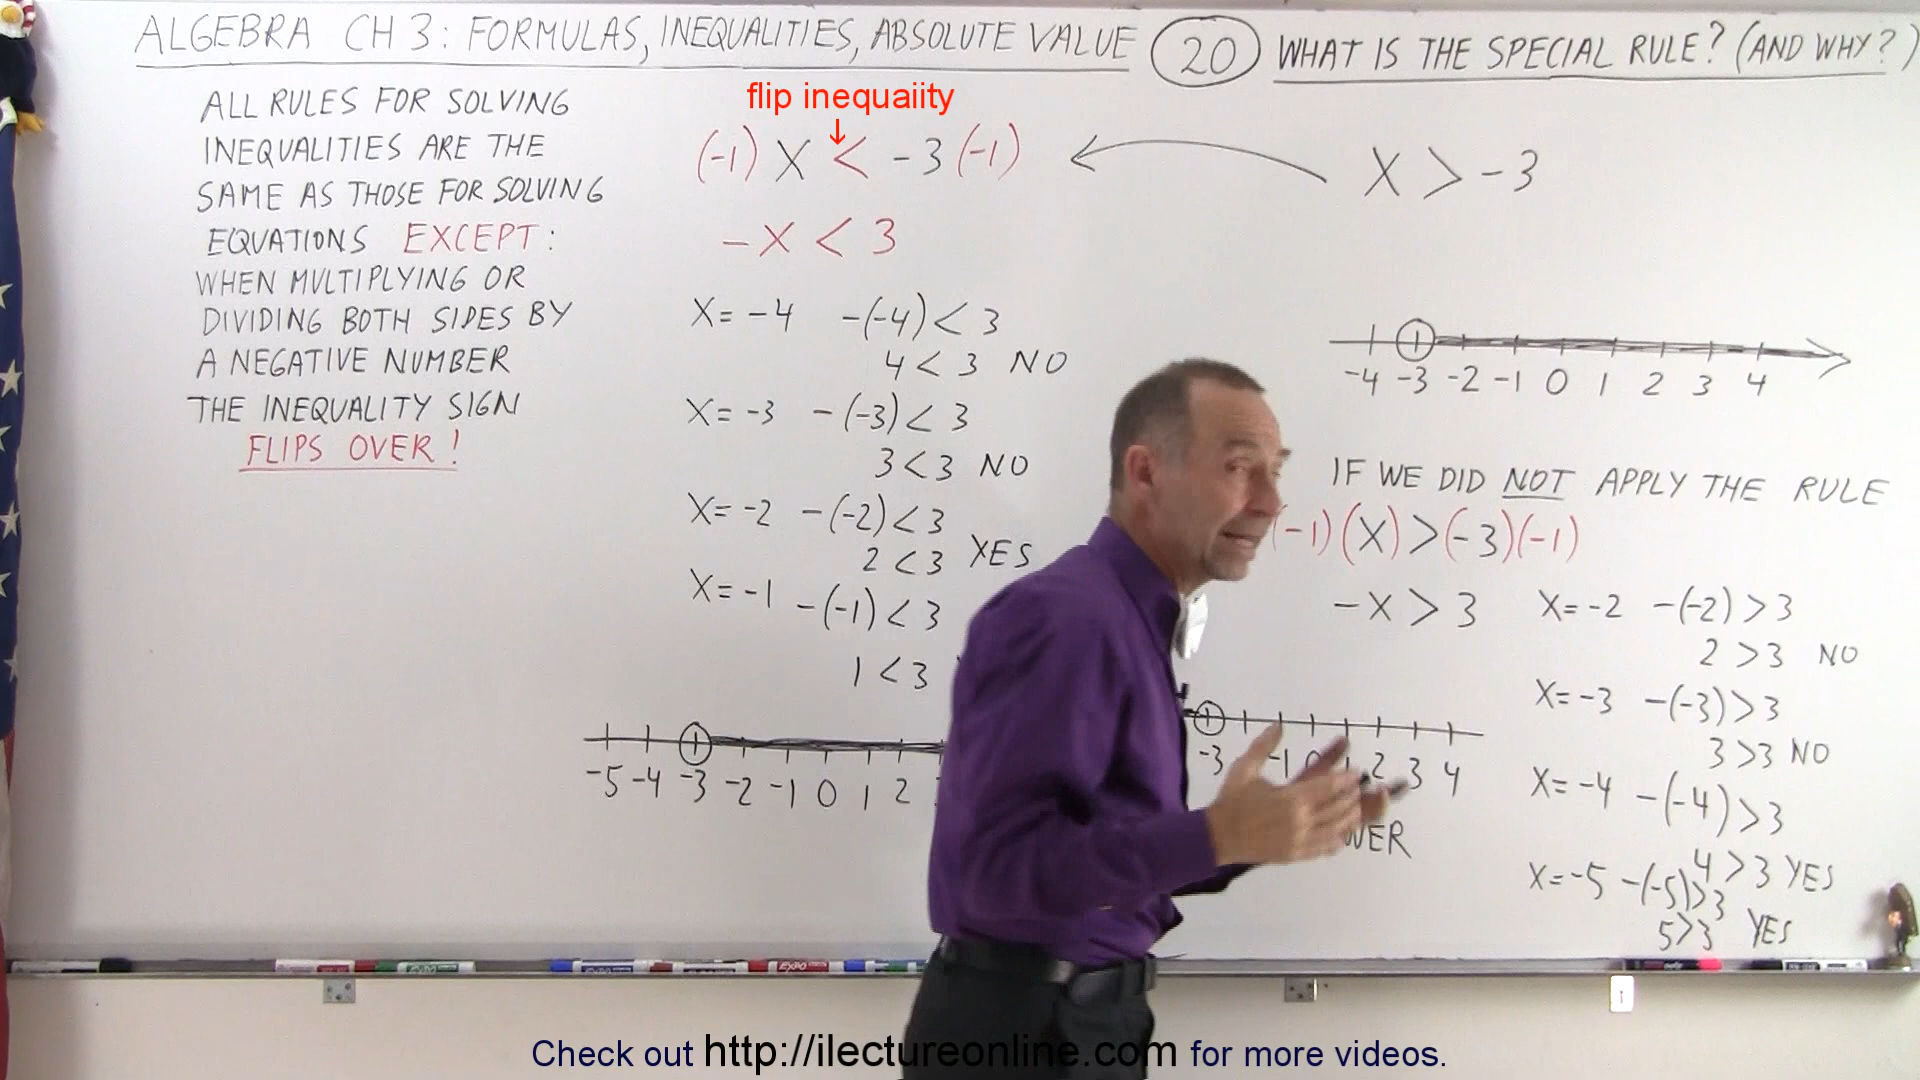 ALGEBRA CH 3: FORMULAS, INEQUALITIES, ABSOLUTE VALUE 20 WHAT IS THE SPECIAL RULE? (AND WHY?)
ALL RULES FOR SOLVING
INEQUALITIES ARE THE
SAME AS THOSE FOR SOLVING
EQUATIONS EXCEPT:
WHEN MULTIPLYING OR
DIVIDING BOTH SIDES BY
A NEGATIVE NUMBER
THE INEQUALITY SIGN
FLIPS OVER!
flip inequaiity
↓
(-1) X < -3 (-1)
-X < 3
X = -4 -(-4) < 3
4 < 3 NO
X = -3 -(-3) < 3
3 < 3 NO
X = -2 -(-2) < 3
2 < 3 YES
X = -1 -(-1) < 3
1 < 3
-5 -4 -3 -2 -1 0 1 2
X > -3
-4 -3 -2 -1 0 1 2 3 4
IF WE DID NOT APPLY THE RULE
(-1)(X) > (-3)(-1)
-X > 3
-3 -1 2 3 4
X = -2 -(-2) > 3
2 > 3 NO
X = -3 -(-3) > 3
3 > 3 NO
X = -4 -(-4) > 3
4 > 3 YES
X = -5 -(-5) > 3
5 > 3 YES
EXPO
Check out http://ilectureonline.com for more videos.